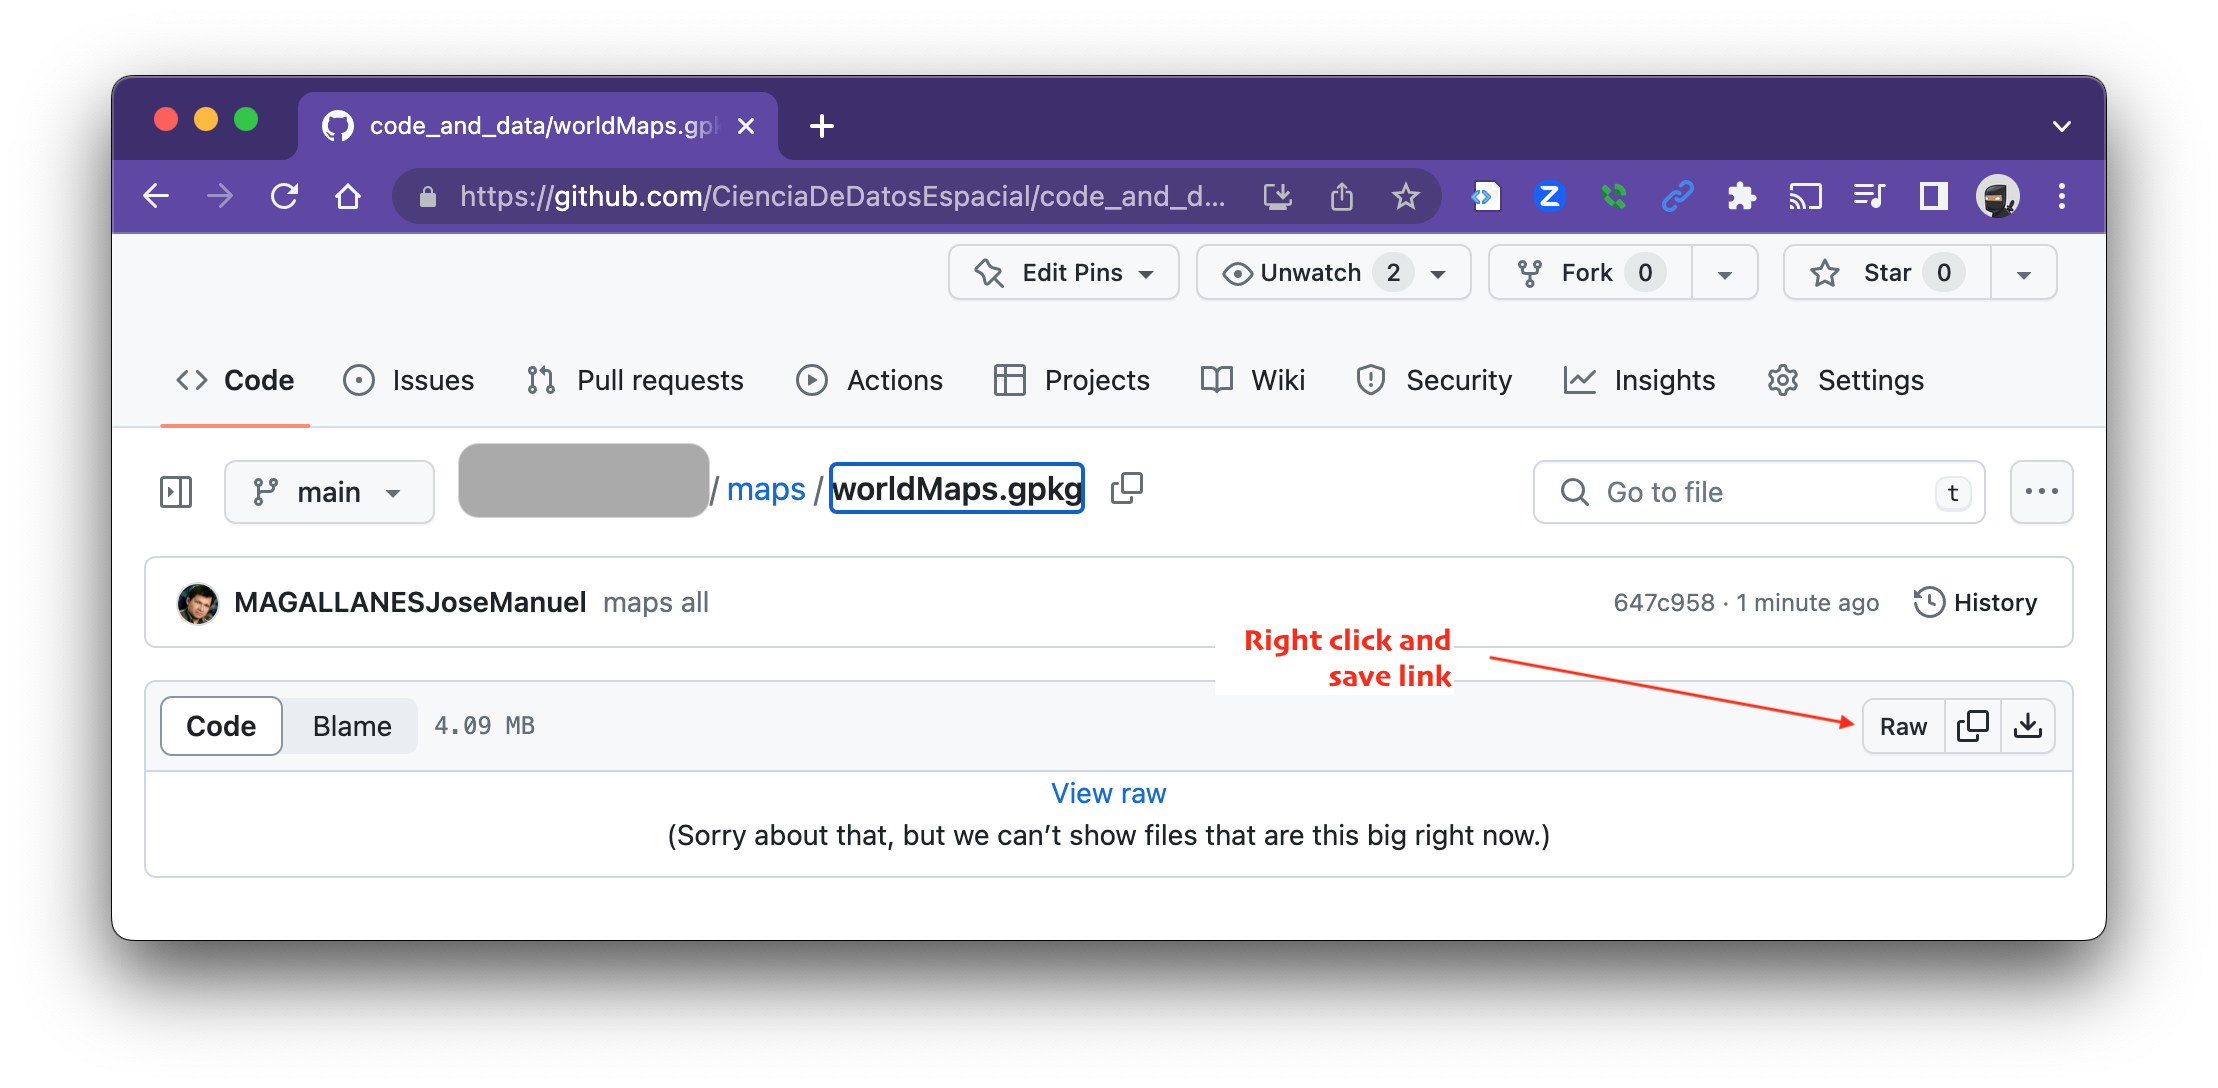 code_and_data/worldMaps.gpk
https://github.com/CienciaDeDatosEspacial/code_and_d...
Edit Pins
Unwatch 2
Fork 0
Star 0
Code
Issues
Pull requests
Actions
Projects
Wiki
Security
Insights
Settings
main
/ maps / worldMaps.gpkg
Go to file
t
MAGALLANESJoseManuel maps all
647c958 · 1 minute ago
History
Right click and
save link
Code
Blame
4.09 MB
Raw
View raw
(Sorry about that, but we can’t show files that are this big right now.)